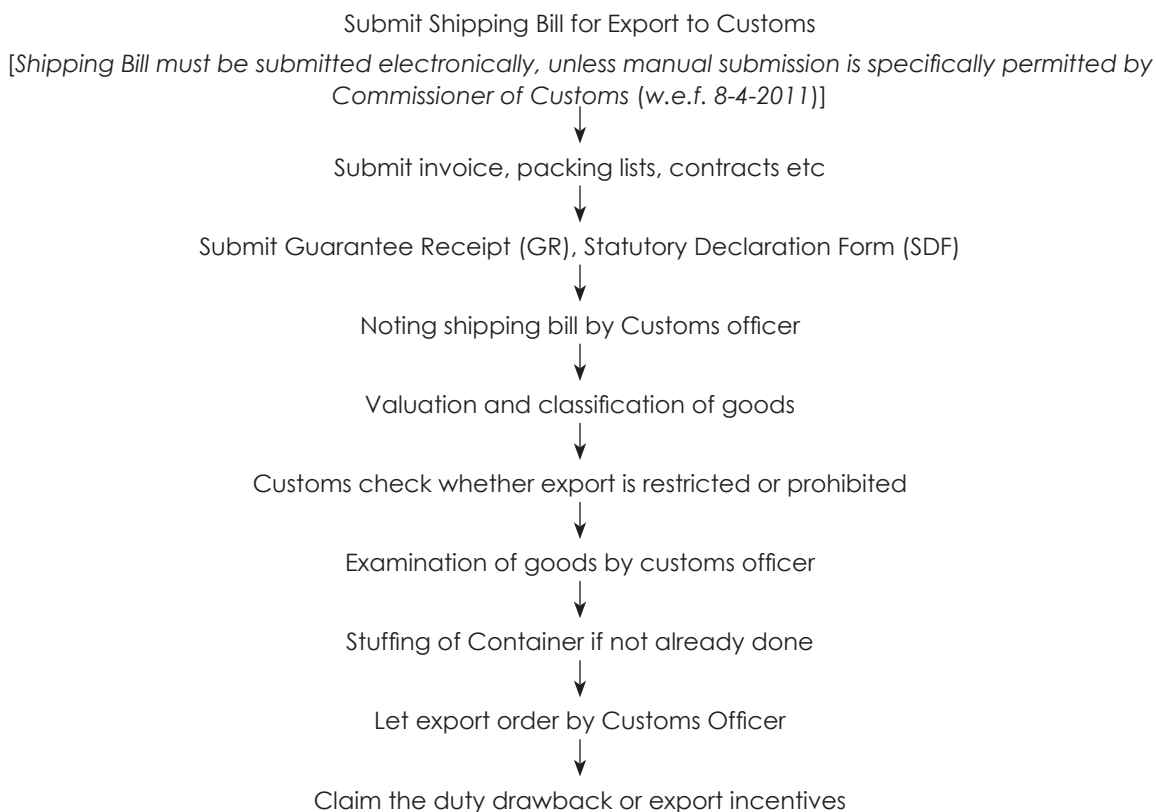 Submit Shipping Bill for Export to Customs
[Shipping Bill must be submitted electronically, unless manual submission is specifically permitted by
Commissioner of Customs (w.e.f. 8-4-2011)]
Submit invoice, packing lists, contracts etc
Submit Guarantee Receipt (GR), Statutory Declaration Form (SDF)
Noting shipping bill by Customs officer
Valuation and classification of goods
Customs check whether export is restricted or prohibited
Examination of goods by customs officer
Stuffing of Container if not already done
Let export order by Customs Officer
Claim the duty drawback or export incentives